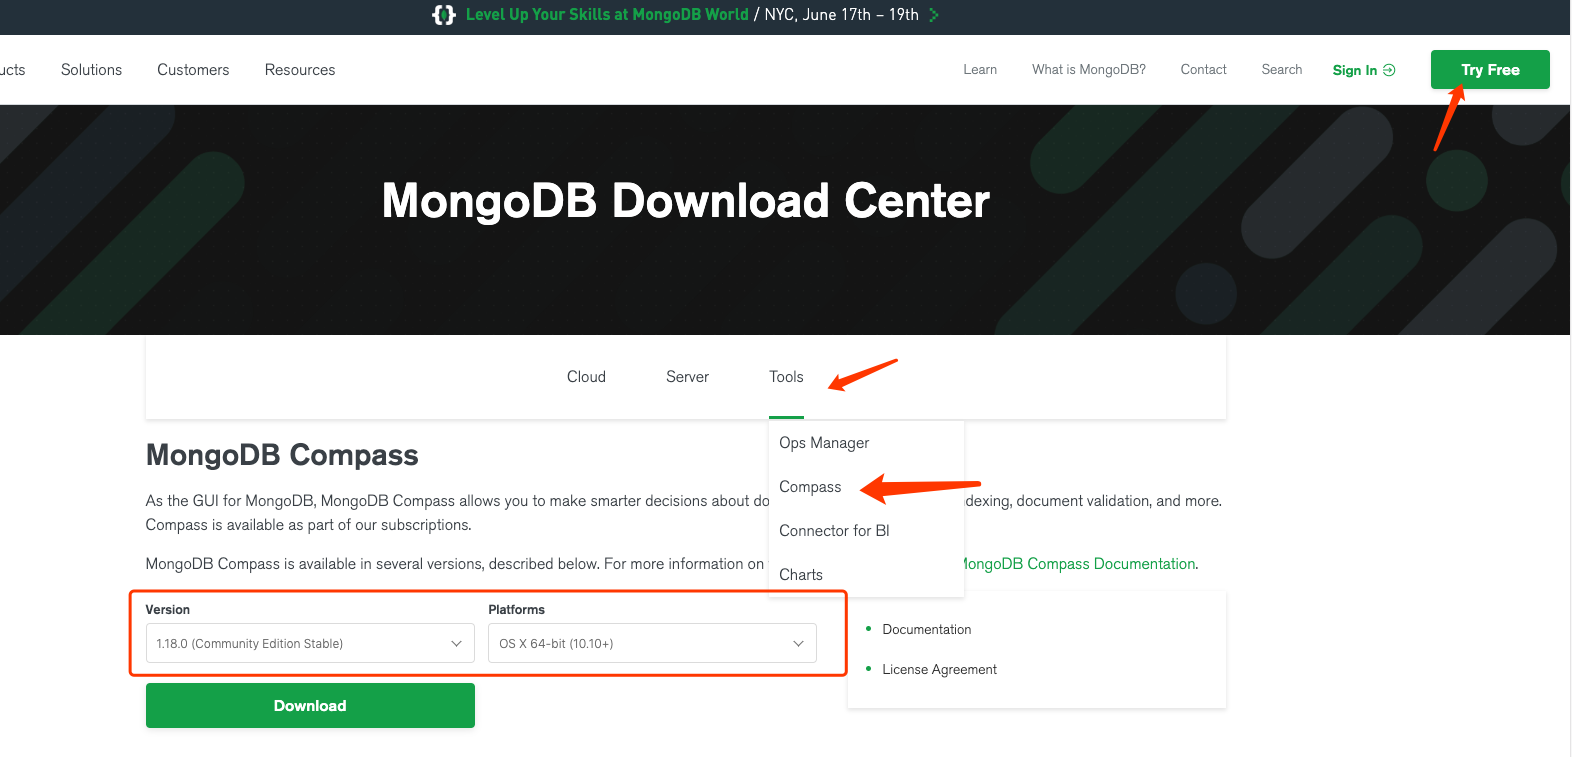 Level Up Your Skills at MongoDB World / NYC, June 17th – 19th
ucts Solutions Customers Resources Learn What is MongoDB? Contact Search Sign In Try Free
MongoDB Download Center
Cloud Server Tools
Ops Manager
Compass
Connector for BI
Charts
MongoDB Compass
As the GUI for MongoDB, MongoDB Compass allows you to make smarter decisions about do ndexing, document validation, and more.
Compass is available as part of our subscriptions.
MongoDB Compass is available in several versions, described below. For more information on MongoDB Compass Documentation.
Version Platforms
1.18.0 (Community Edition Stable) OS X 64-bit (10.10+)
Download
Documentation
License Agreement